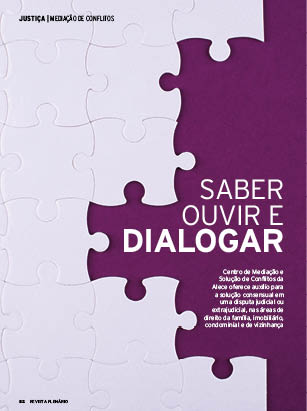 JUSTIÇA | MEDIAÇÃO DE CONFLITOS
SABER
OUVIR E
DIALOGAR
Centro de Mediação e
Solução de Conflitos da
Alece oferece auxílio para
a solução consensual em
uma disputa judicial ou
extrajudicial, nas áreas de
direito da família, imobiliário,
condominial e de vizinhança
REVISTA PLENÁRIO